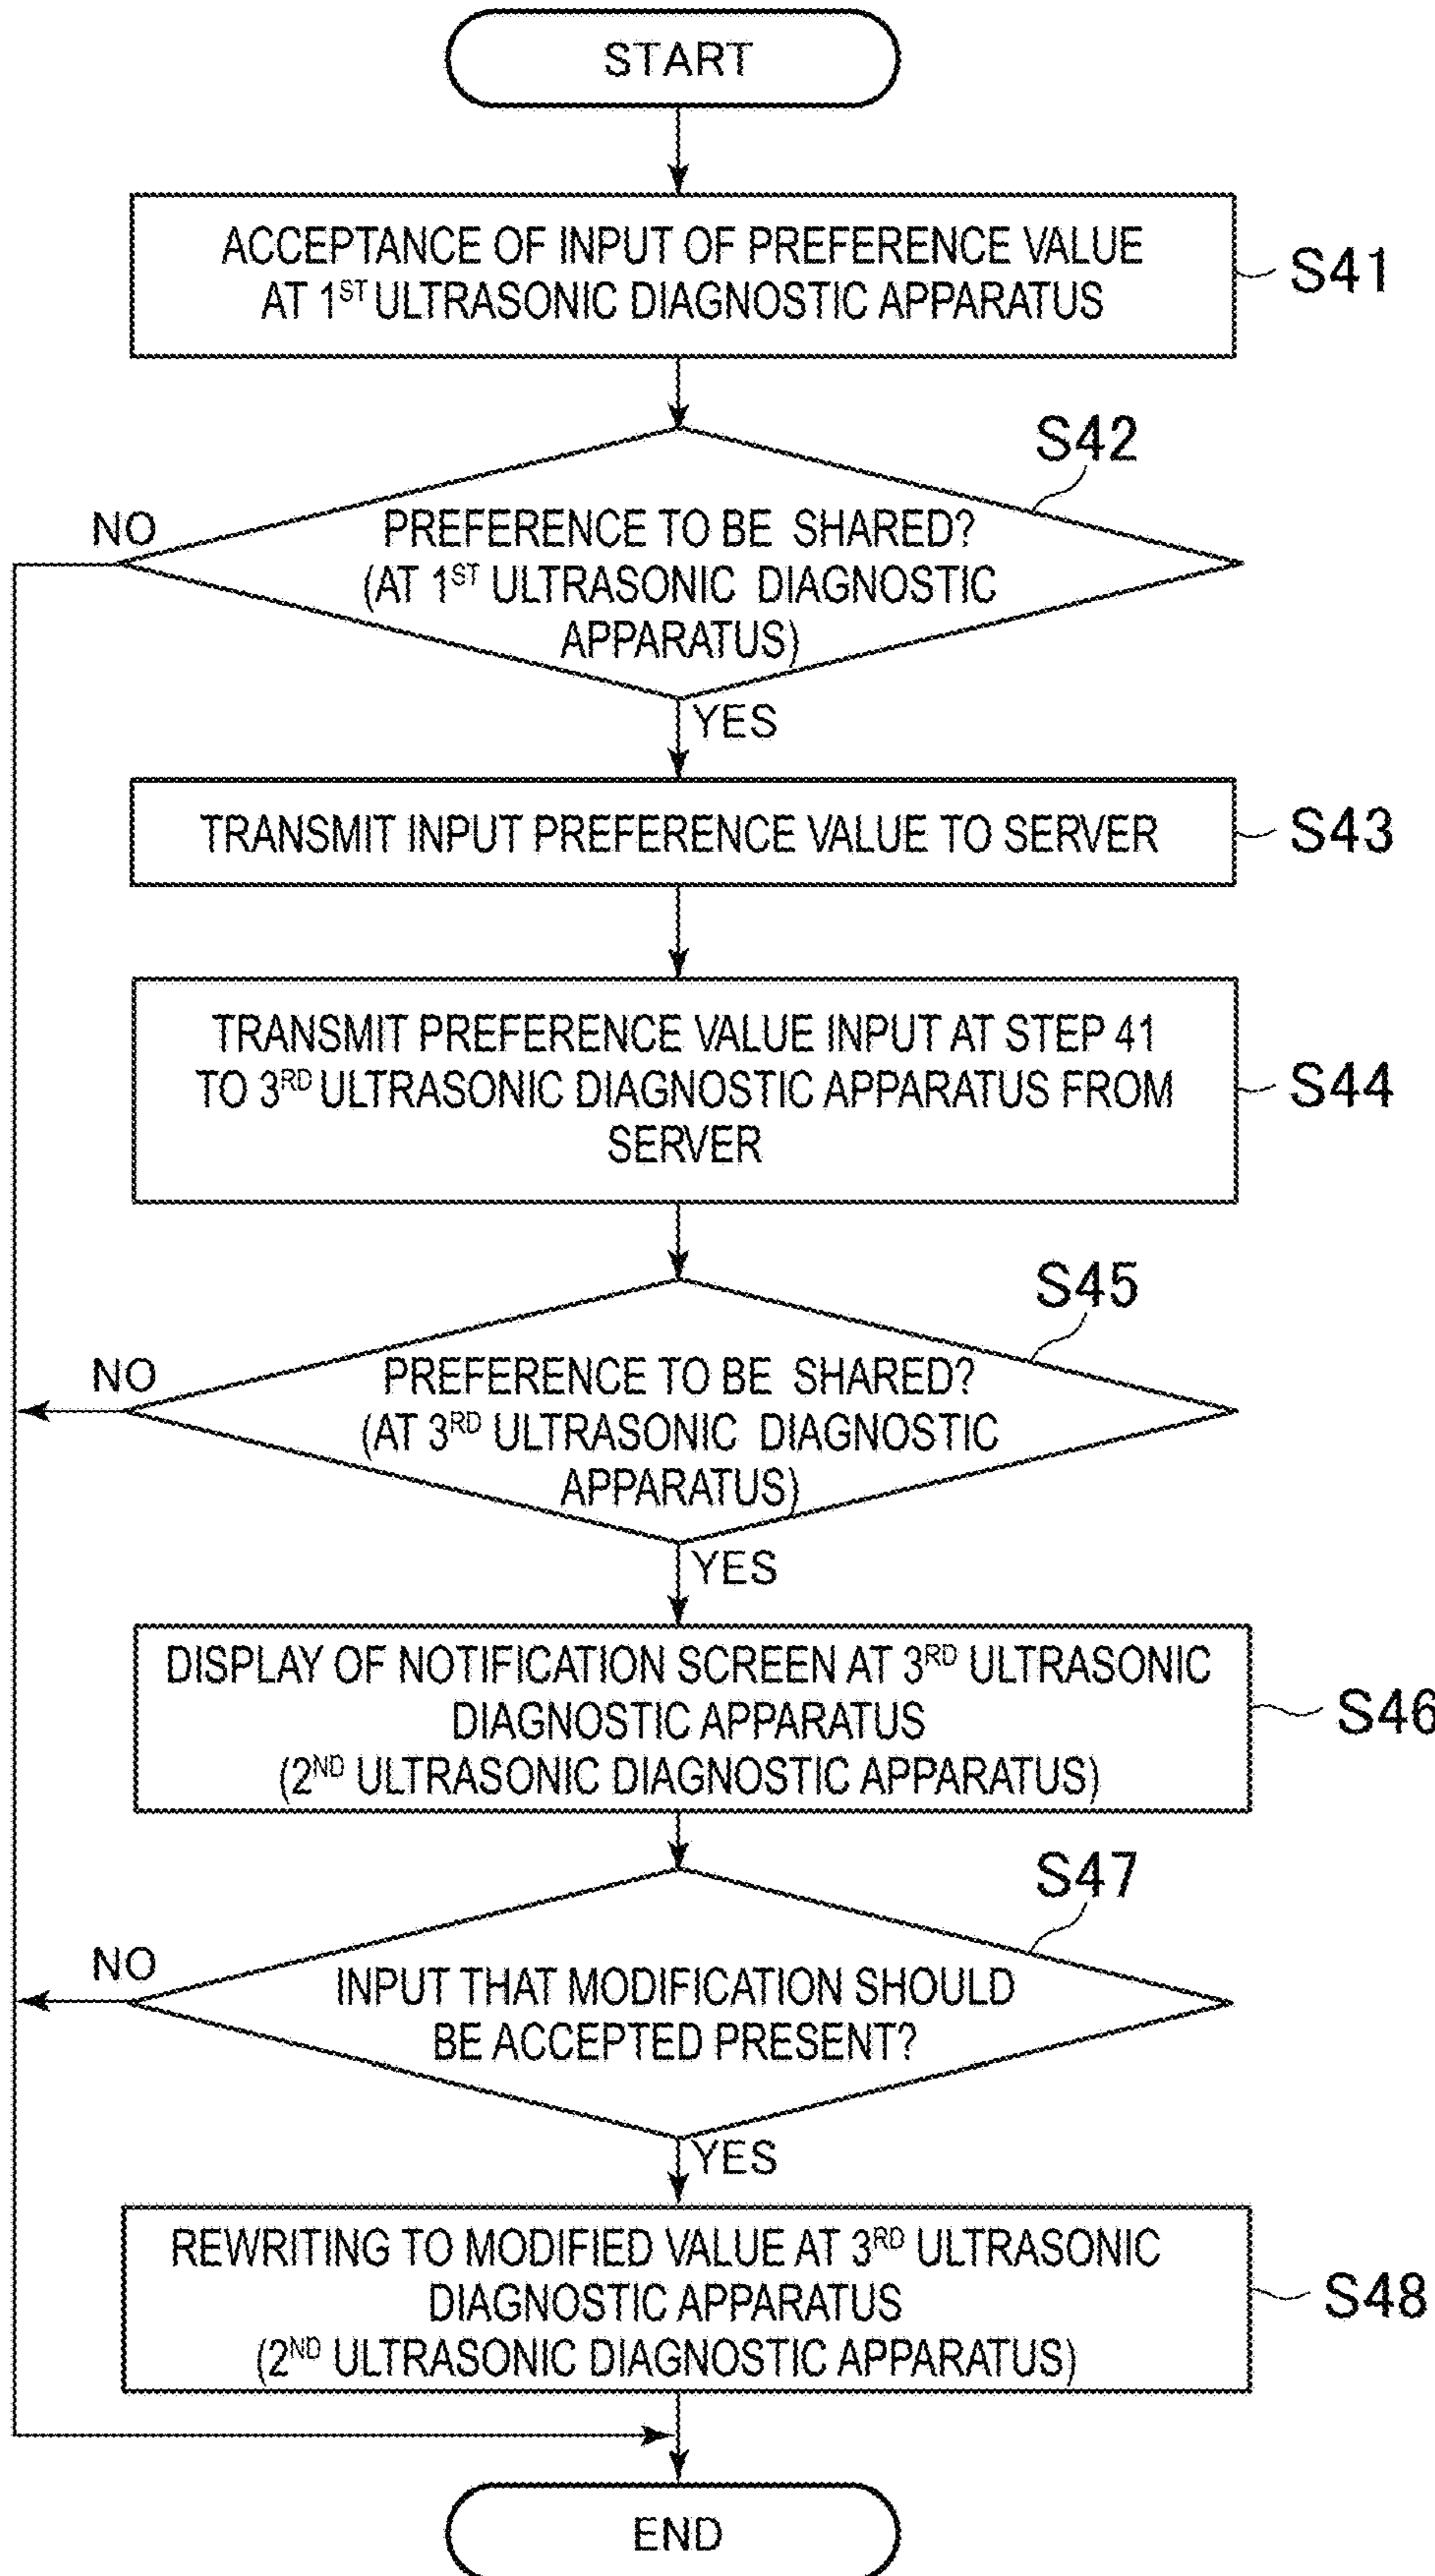 START
ACCEPTANCE OF INPUT OF PREFERENCE VALUE
AT 1ST ULTRASONIC DIAGNOSTIC APPARATUS
S41
S42
NO
PREFERENCE TO BE SHARED?
(AT 1ST ULTRASONIC DIAGNOSTIC
APPARATUS)
YES
TRANSMIT INPUT PREFERENCE VALUE TO SERVER
S43
TRANSMIT PREFERENCE VALUE INPUT AT STEP 41
TO 3RD ULTRASONIC DIAGNOSTIC APPARATUS FROM
SERVER
S44
S45
NO
PREFERENCE TO BE SHARED?
(AT 3RD ULTRASONIC DIAGNOSTIC
APPARATUS)
YES
DISPLAY OF NOTIFICATION SCREEN AT 3RD ULTRASONIC
DIAGNOSTIC APPARATUS
(2ND ULTRASONIC DIAGNOSTIC APPARATUS)
S46
S47
NO
INPUT THAT MODIFICATION SHOULD
BE ACCEPTED PRESENT?
YES
REWRITING TO MODIFIED VALUE AT 3RD ULTRASONIC
DIAGNOSTIC APPARATUS
(2ND ULTRASONIC DIAGNOSTIC APPARATUS)
S48
END